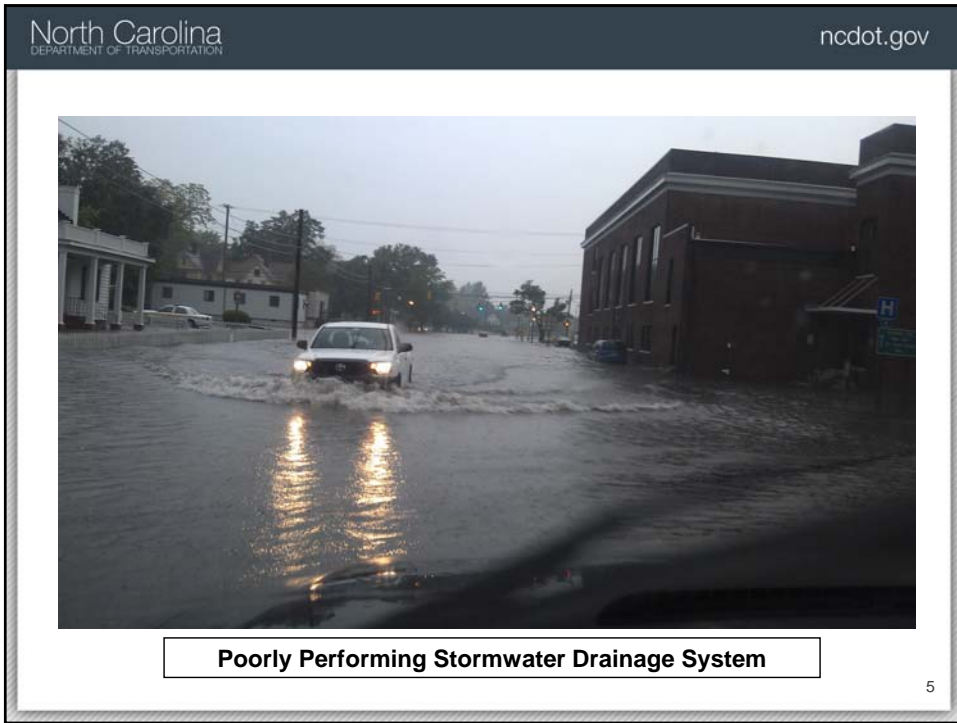 North Carolina
DEPARTMENT OF TRANSPORTATION
ncdot.gov
H
Poorly Performing Stormwater Drainage System
5